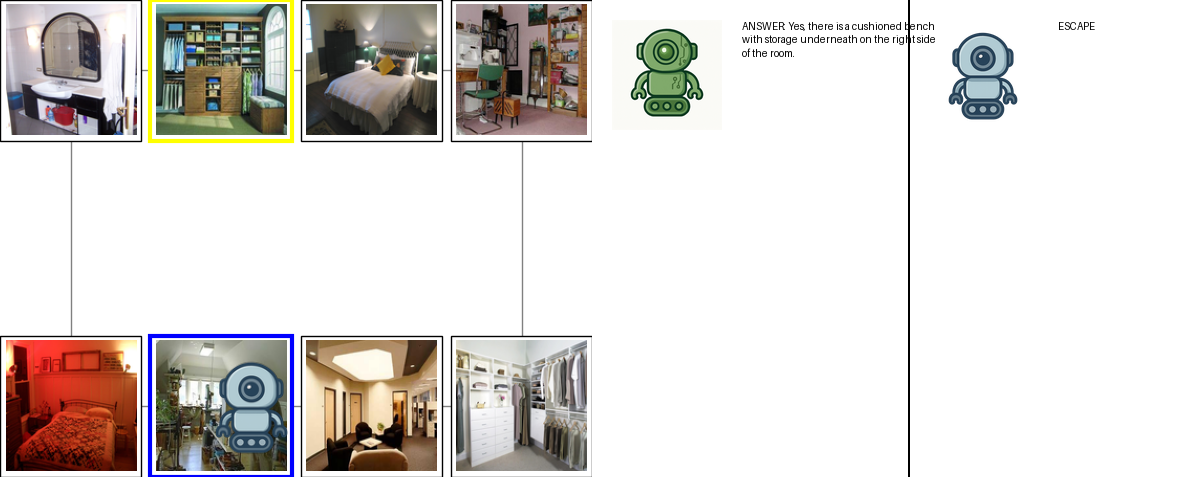 ANSWER: Yes, there is a cushioned bench
with storage underneath on the right side
of the room.
ESCAPE